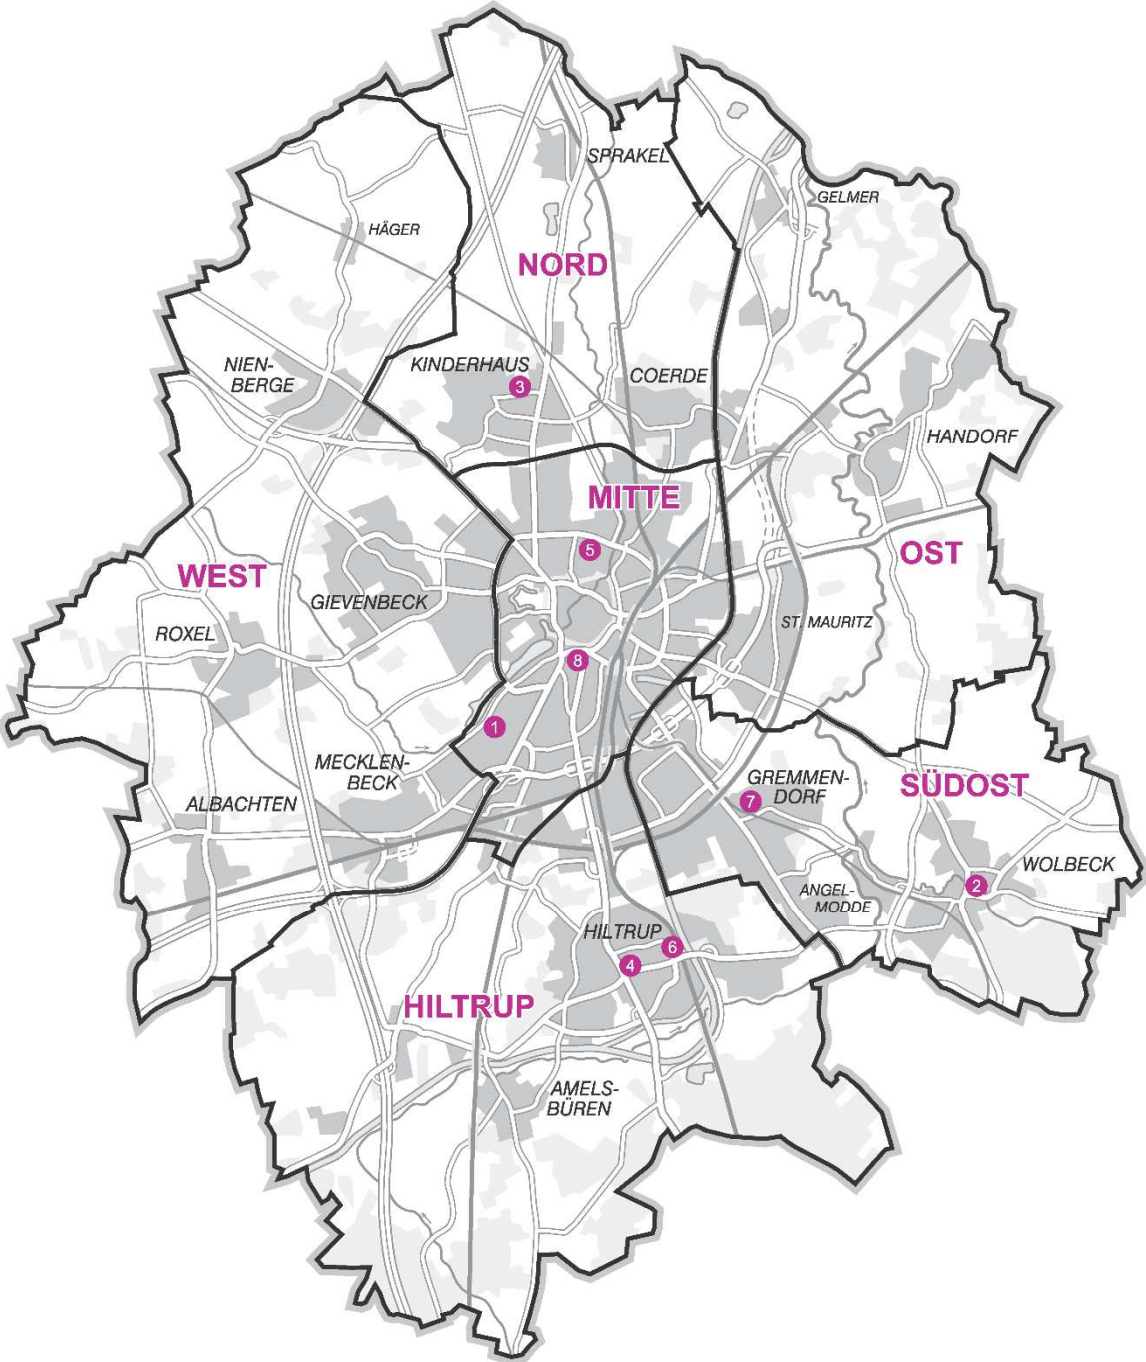 SPRAKEL
GELMER
HÄGER
NORD
NIEN-
BERGE
KINDERHAUS
3
COERDE
HANDORF
MITTE
5
OST
WEST
GIEVENBECK
ROXEL
ST. MAURITZ
8
1
MECKLEN-
BECK
ALBACHTEN
GREMMEN-
DORF
7
SÜDOST
WOLBECK
2
ANGEL-
MODDE
HILTRUP
6
4
HILTRUP
AMELS-
BÜREN